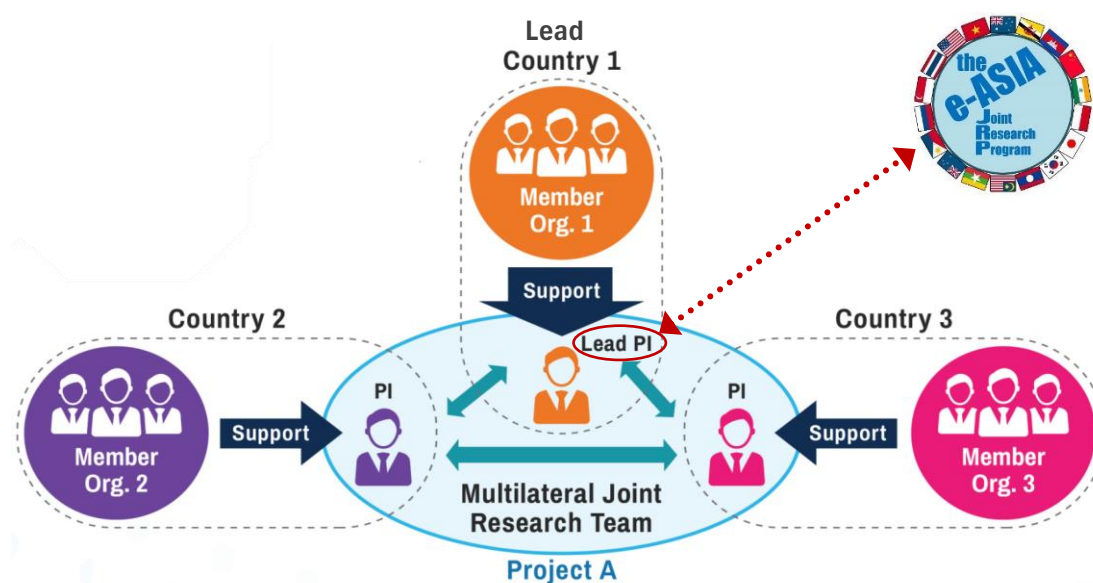 Lead
Country 1
the
e-ASIA
Joint
Research
Program
Member
Org. 1
Support
Country 2
Country 3
Lead PI
PI
PI
Member
Org. 2
Support
Support
Member
Org. 3
Multilateral Joint
Research Team
Project A